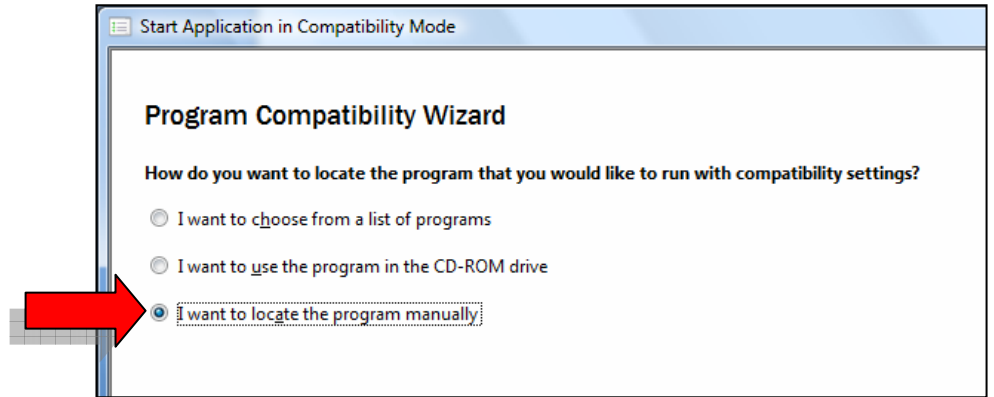 Start Application in Compatibility Mode
Program Compatibility Wizard
How do you want to locate the program that you would like to run with compatibility settings?
I want to choose from a list of programs
I want to use the program in the CD-ROM drive
I want to locate the program manually